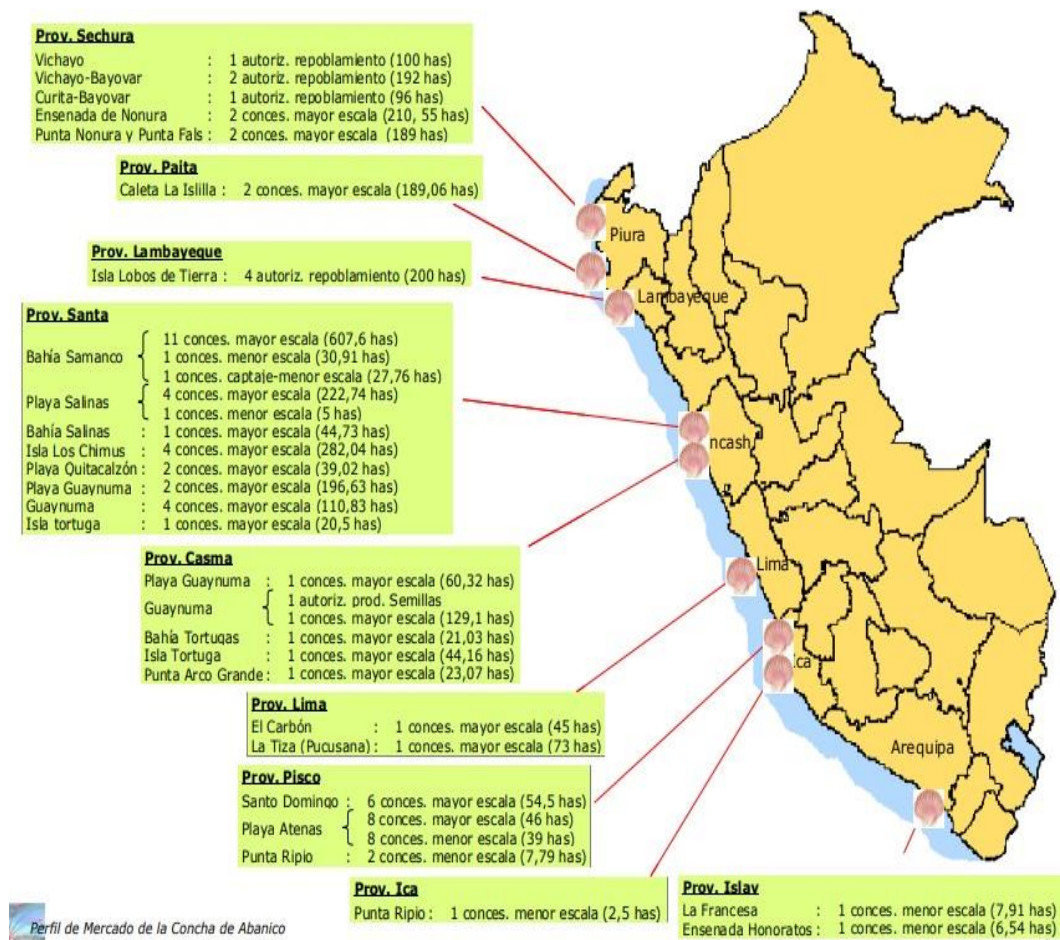 Prov. Sechura
Vichayo : 1 autoriz. repoblamiento (100 has)
Vichayo-Bayovar : 2 autoriz. repoblamiento (192 has)
Curita-Bayovar : 1 autoriz. repoblamiento (96 has)
Ensenada de Nonura : 2 conces. mayor escala (210, 55 has)
Punta Nonura y Punta Fals : 2 conces. mayor escala (189 has)
Prov. Paita
Caleta La Islilla : 2 conces. mayor escala (189,06 has)
Prov. Lambayeque
Isla Lobos de Tierra : 4 autoriz. repoblamiento (200 has)
Prov. Santa
Bahía Samanco
11 conces. mayor escala (607,6 has)
1 conces. menor escala (30,91 has)
1 conces. captaje-menor escala (27,76 has)
Playa Salinas
4 conces. mayor escala (222,74 has)
1 conces. menor escala (5 has)
Bahía Salinas : 1 conces. mayor escala (44,73 has)
Isla Los Chimus : 4 conces. mayor escala (282,04 has)
Playa Quitacalzón : 2 conces. mayor escala (39,02 has)
Playa Guaynuma : 2 conces. mayor escala (196,63 has)
Guaynuma : 4 conces. mayor escala (110,83 has)
Isla tortuga : 1 conces. mayor escala (20,5 has)
Prov. Casma
Playa Guaynuma : 1 conces. mayor escala (60,32 has)
Guaynuma
1 autoriz. prod. Semillas
1 conces. mayor escala (129,1 has)
Bahía Tortugas : 1 conces. mayor escala (21,03 has)
Isla Tortuga : 1 conces. mayor escala (44,16 has)
Punta Arco Grande : 1 conces. mayor escala (23,07 has)
Prov. Lima
El Carbón : 1 conces. mayor escala (45 has)
La Tiza (Pucusana) : 1 conces. mayor escala (73 has)
Prov. Pisco
Santo Domingo : 6 conces. mayor escala (54,5 has)
Playa Atenas
8 conces. mayor escala (46 has)
8 conces. menor escala (39 has)
Punta Ripio : 2 conces. menor escala (7,79 has)
Prov. Ica
Punta Ripio : 1 conces. menor escala (2,5 has)
Prov. Islay
La Francesa : 1 conces. menor escala (7,91 has)
Ensenada Honoratos : 1 conces. menor escala (6,54 has)
Piura
Lambayeque
ncash
Lima
ca
Arequipa
Perfil de Mercado de la Concha de Abanico